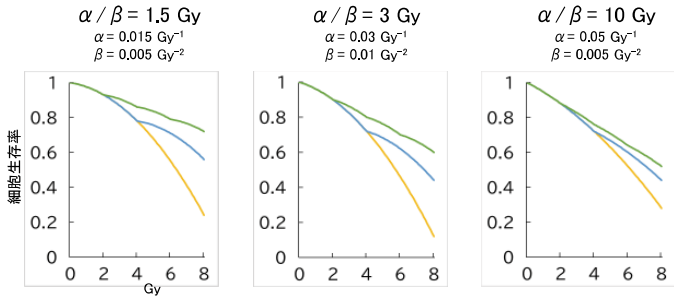 α / β = 1.5 Gy
α = 0.015 Gy⁻¹
β = 0.005 Gy⁻²
α / β = 3 Gy
α = 0.03 Gy⁻¹
β = 0.01 Gy⁻²
α / β = 10 Gy
α = 0.05 Gy⁻¹
β = 0.005 Gy⁻²
細胞生存率
1
0.8
0.6
0.4
0.2
0
0 2 4 6 8
Gy
1
0.8
0.6
0.4
0.2
0
0 2 4 6 8
1
0.8
0.6
0.4
0.2
0
0 2 4 6 8